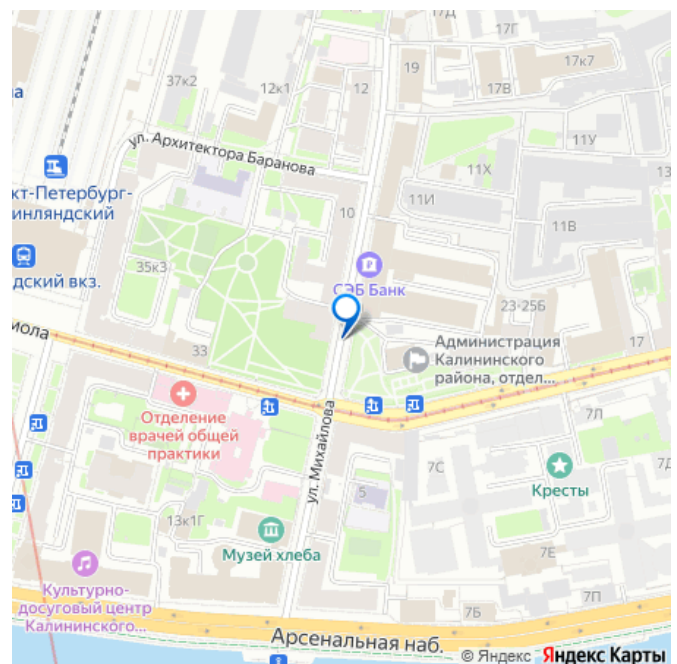 17Д
17Г
19
17к7
37к2
12к1
12
17В
а
11У
ул. Архитектора Баранова
11Х
13
кт-Петербург-
инляндский
11И
10
11В
35к3
дский вкз.
СЭБ Банк
23-25б
миола
Администрация
Калининского
района, отдел...
17
33
Отделение
врачей общей
практики
ул. Михайлова
7Л
7С
7Д
5
Кресты
13к1Г
Музей хлеба
7Е
Культурно-
досуговый центр
Калининского...
7П
7Б
Арсенальная наб.
© Яндекс Яндекс Карты